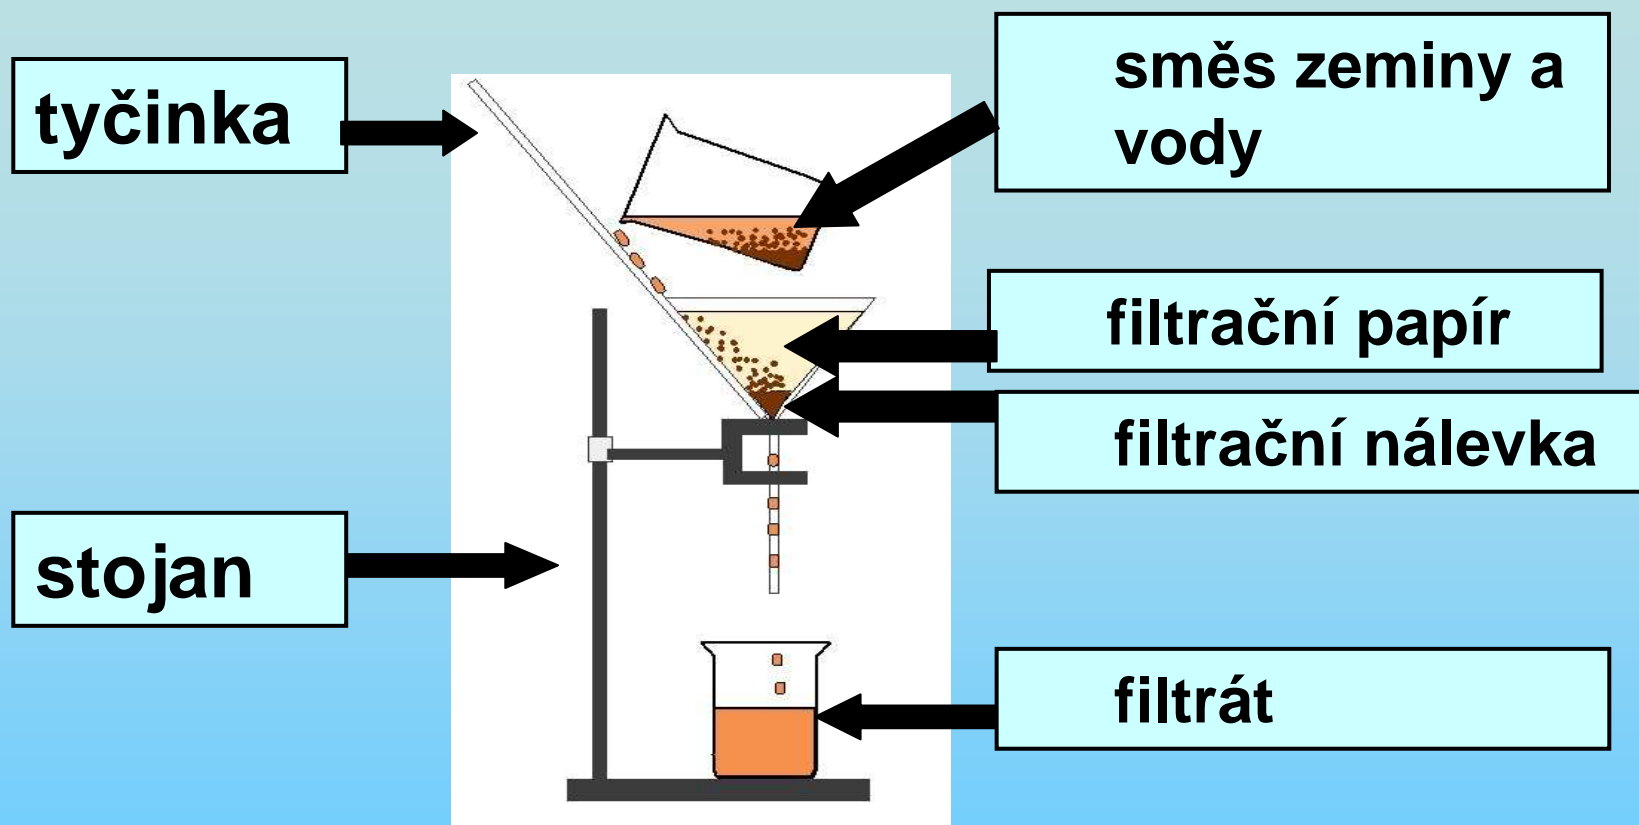 tyčinka
směs zeminy a
vody
filtrační papír
filtrační nálevka
stojan
filtrát